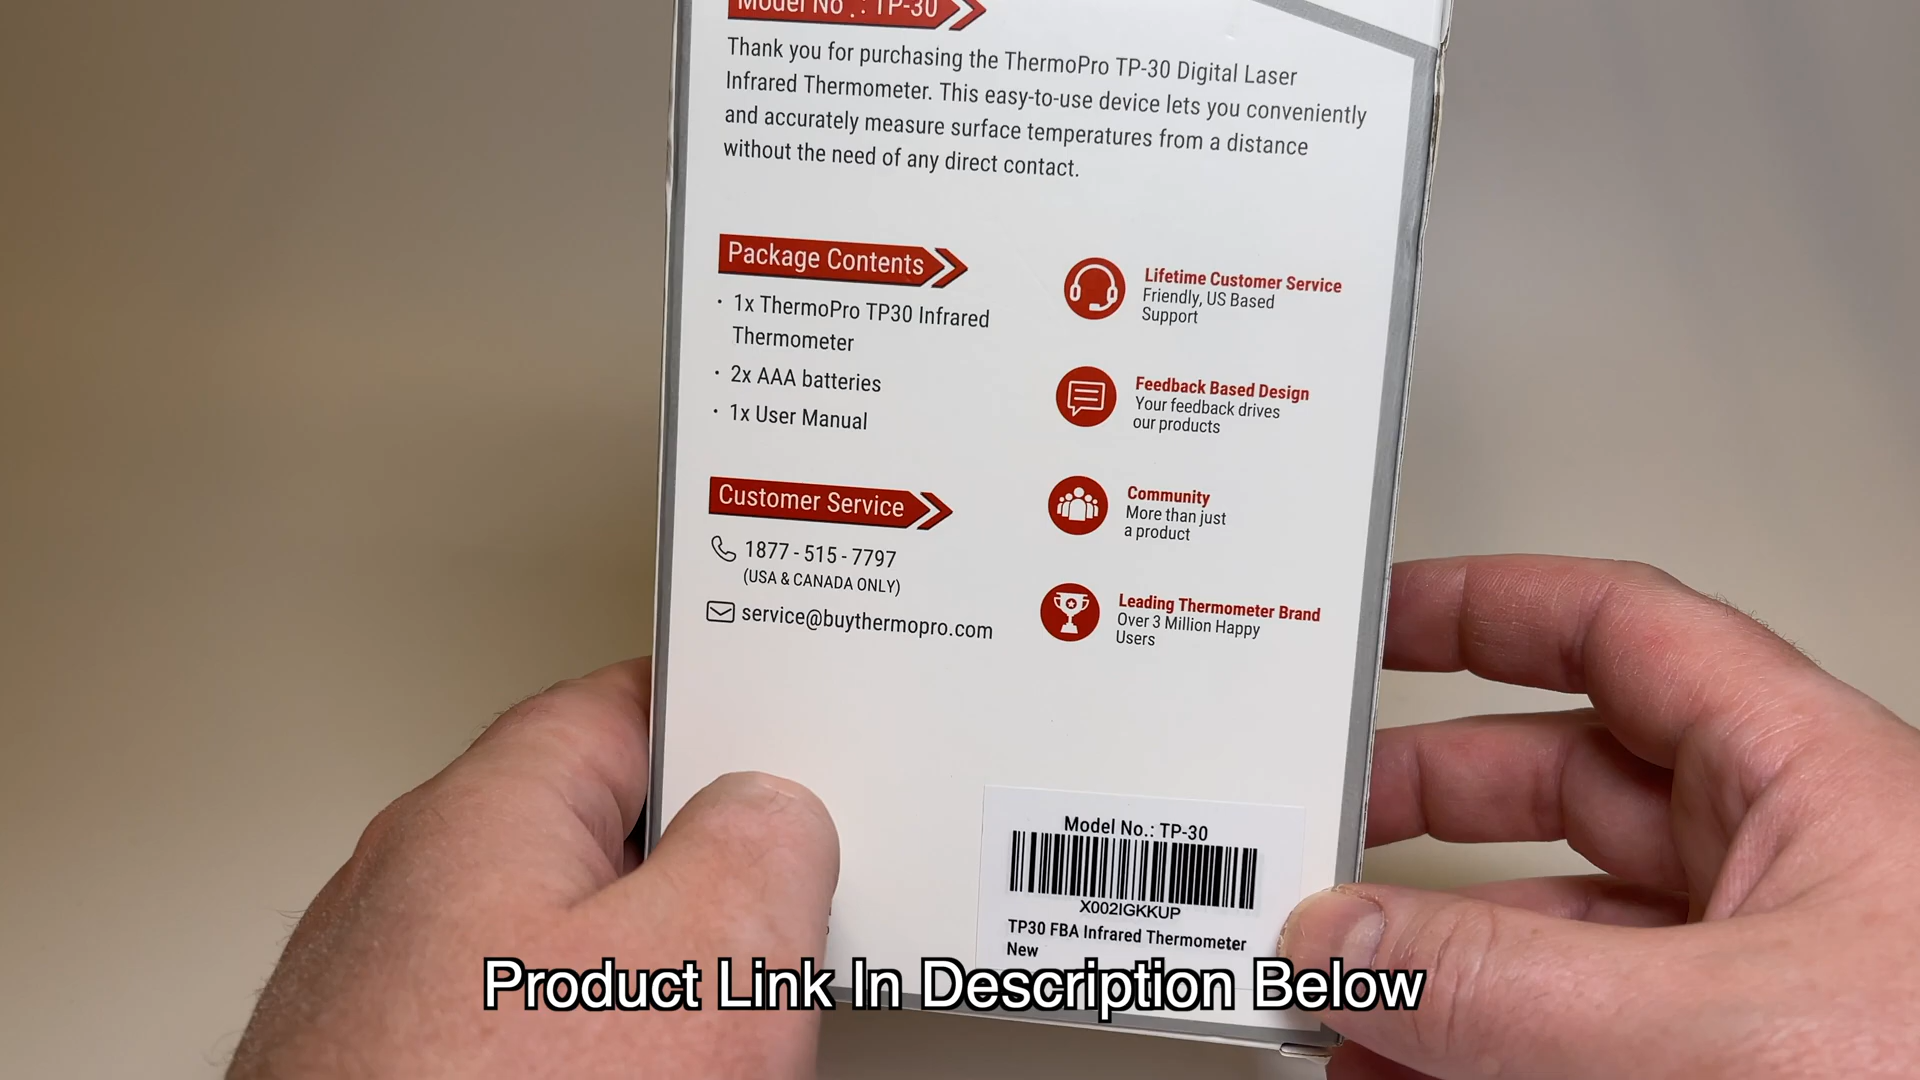 Model No .: TP-30
Thank you for purchasing the ThermoPro TP-30 Digital Laser
Infrared Thermometer. This easy-to-use device lets you conveniently
and accurately measure surface temperatures from a distance
without the need of any direct contact.
Package Contents
· 1x ThermoPro TP30 Infrared
Thermometer
· 2x AAA batteries
· 1x User Manual
Customer Service
1877 - 515 - 7797
(USA & CANADA ONLY)
service@buythermopro.com
Lifetime Customer Service
Friendly, US Based
Support
Feedback Based Design
Your feedback drives
our products
Community
More than just
a product
Leading Thermometer Brand
Over 3 Million Happy
Users
Model No.: TP-30
X002IGKKUP
TP30 FBA Infrared Thermometer
New
Product Link In Description Below